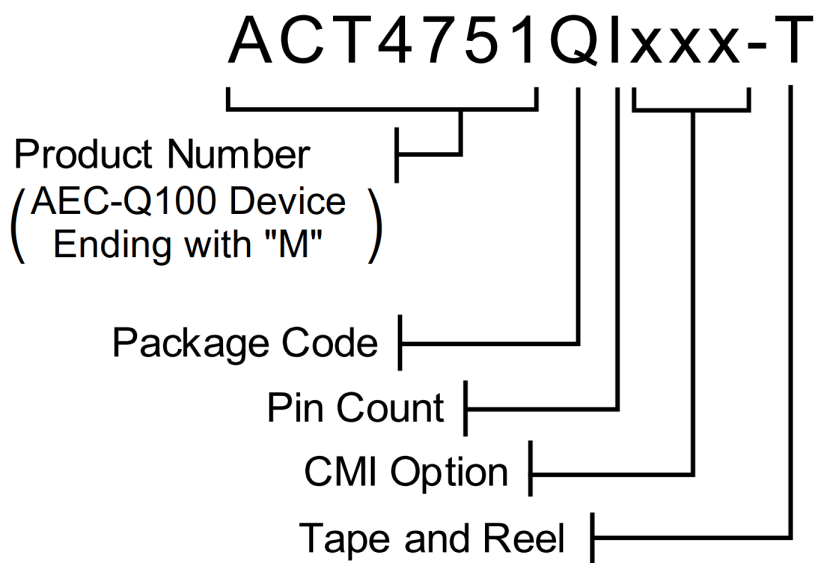 ACT4751QIxxx-T
Product Number
(AEC-Q100 Device
Ending with "M")
Package Code
Pin Count
CMI Option
Tape and Reel